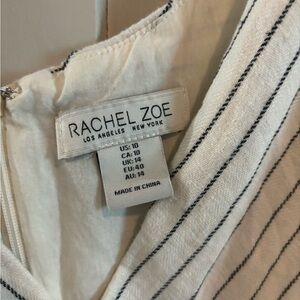 RACHEL ZOE
LOS ANGELES NEW YORK
US: 10
CA: 10
UK: 14
EU: 40
AU: 14
MADE IN CHINA